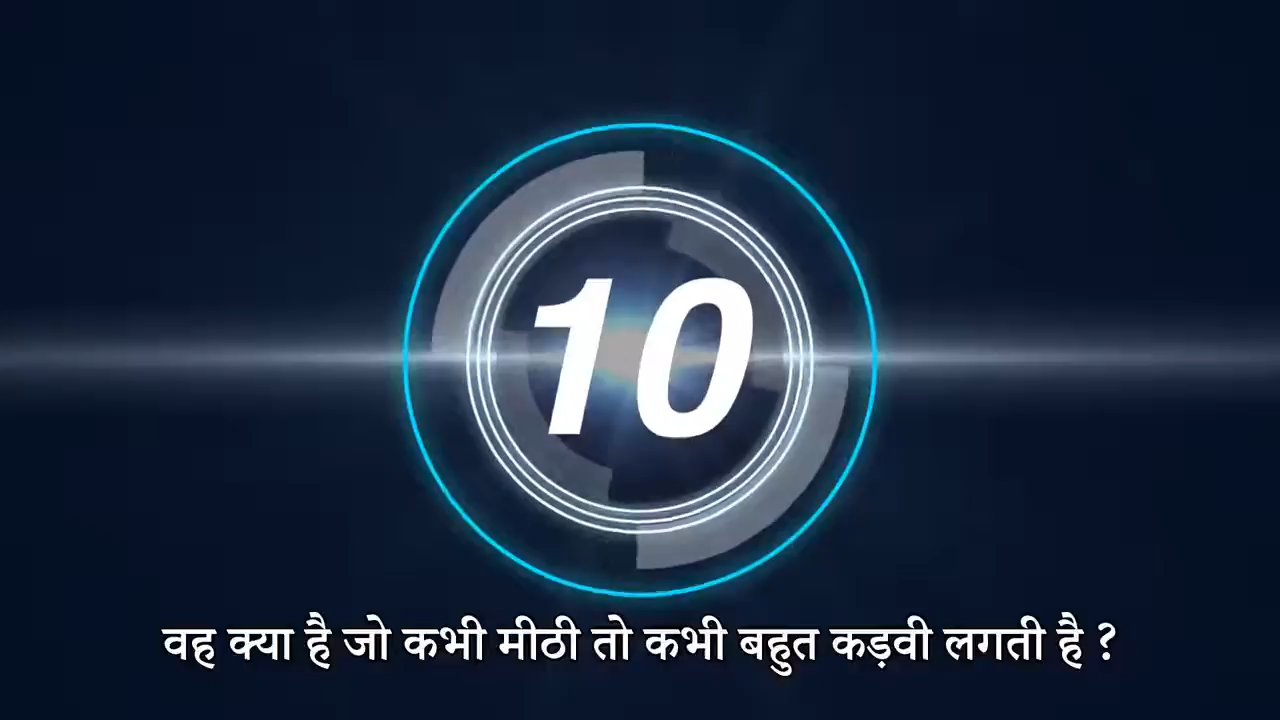 10
वह क्या है जो कभी मीठी तो कभी बहुत कड़वी लगती है ?